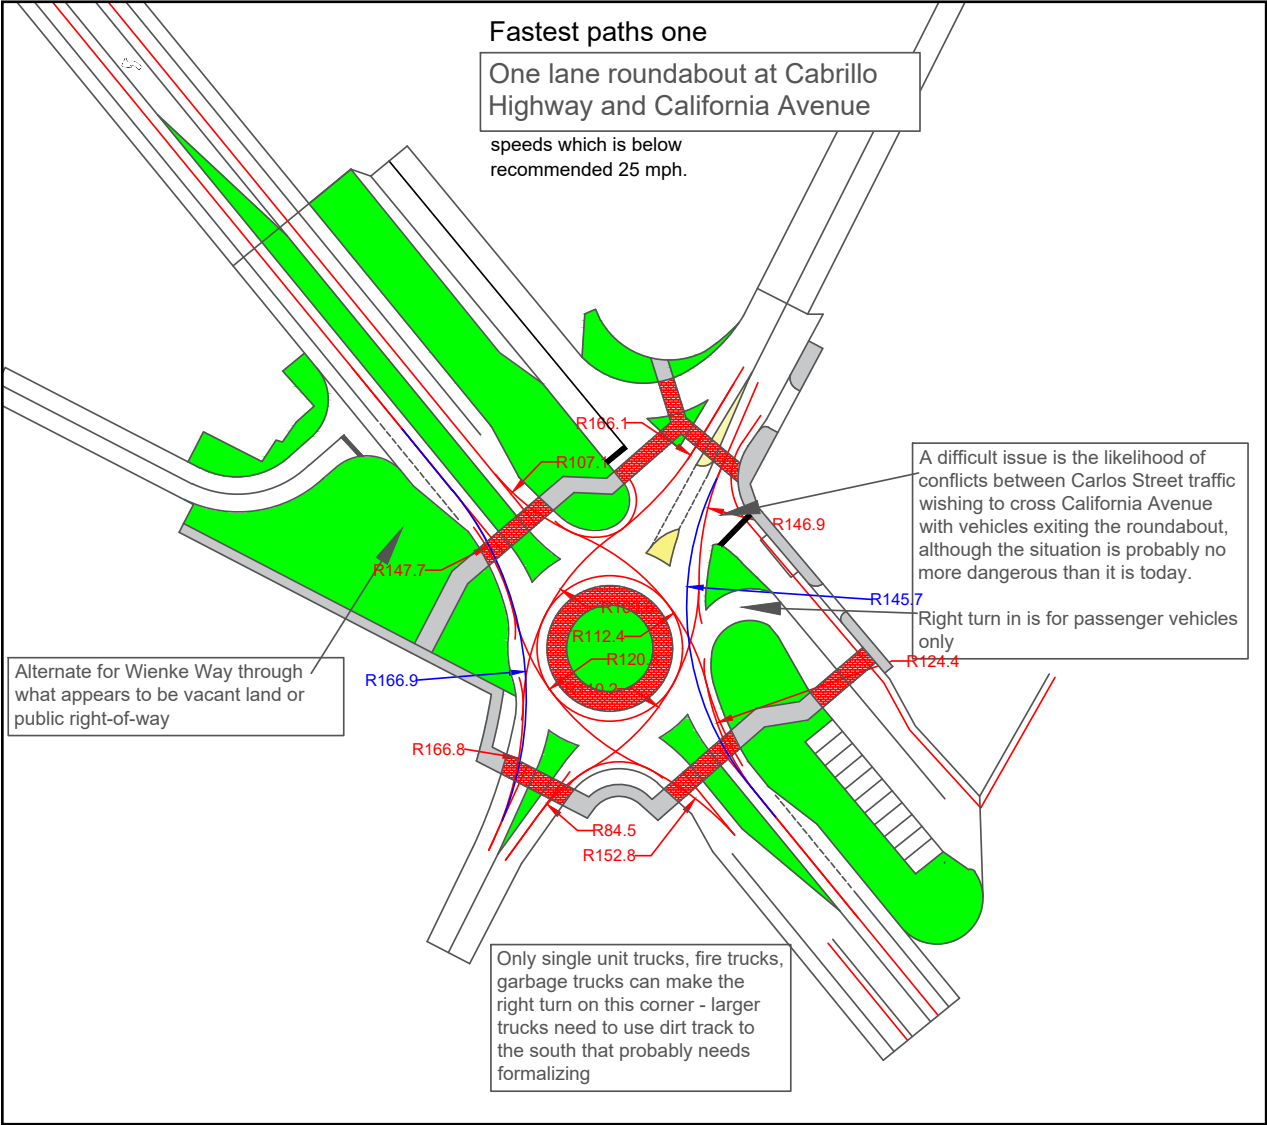 Fastest paths one
One lane roundabout at Cabrillo
Highway and California Avenue
speeds which is below
recommended 25 mph.
R166.1
R107.1
A difficult issue is the likelihood of
conflicts between Carlos Street traffic
wishing to cross California Avenue
with vehicles exiting the roundabout,
although the situation is probably no
more dangerous than it is today.
Right turn in is for passenger vehicles
only
R146.9
R147.7
R145.7
R112.4
R120
R124.4
R166.9
Alternate for Wienke Way through
what appears to be vacant land or
public right-of-way
R166.8
R84.5
R152.8
Only single unit trucks, fire trucks,
garbage trucks can make the
right turn on this corner - larger
trucks need to use dirt track to
the south that probably needs
formalizing